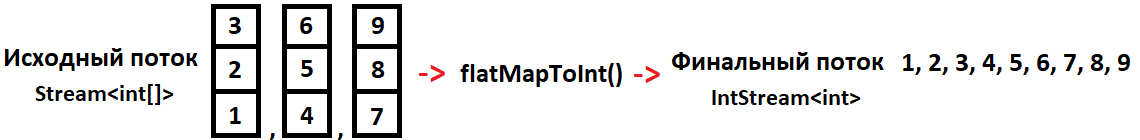 3 6 9
Исходный поток 2 5 8 -> flatMapToInt() -> Финальный поток 1, 2, 3, 4, 5, 6, 7, 8, 9
Stream<int[]> 1 , 4 , 7 IntStream<int>